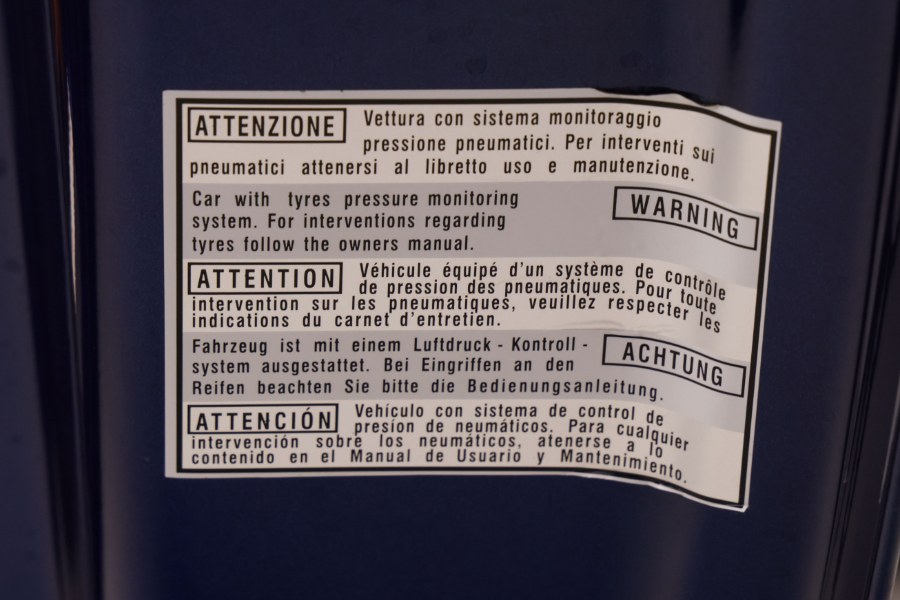 ATTENZIONE Vettura con sistema monitoraggio
pressione pneumatici. Per interventi sui
pneumatici attenersi al libretto uso e manutenzione.
Car with tyres pressure monitoring
system. For interventions regarding
tyres follow the owners manual.
WARNING
ATTENTION Véhicule équipé d'un système de contrôle
de pression des pneumatiques. Pour toute
intervention sur les pneumatiques, veuillez respecter les
indications du carnet d'entretien.
Fahrzeug ist mit einem Luftdruck - Kontroll -
system ausgestattet. Bei Eingriffen an den
Reifen beachten Sie bitte die Bedienungsanleitung.
ACHTUNG
ATENCIÓN Vehículo con sistema de control de
presíon de neumáticos. Para cualquier
intervención sobre los neumáticos, atenerse a lo
contenido en el Manual de Usuario y Mantenimiento.